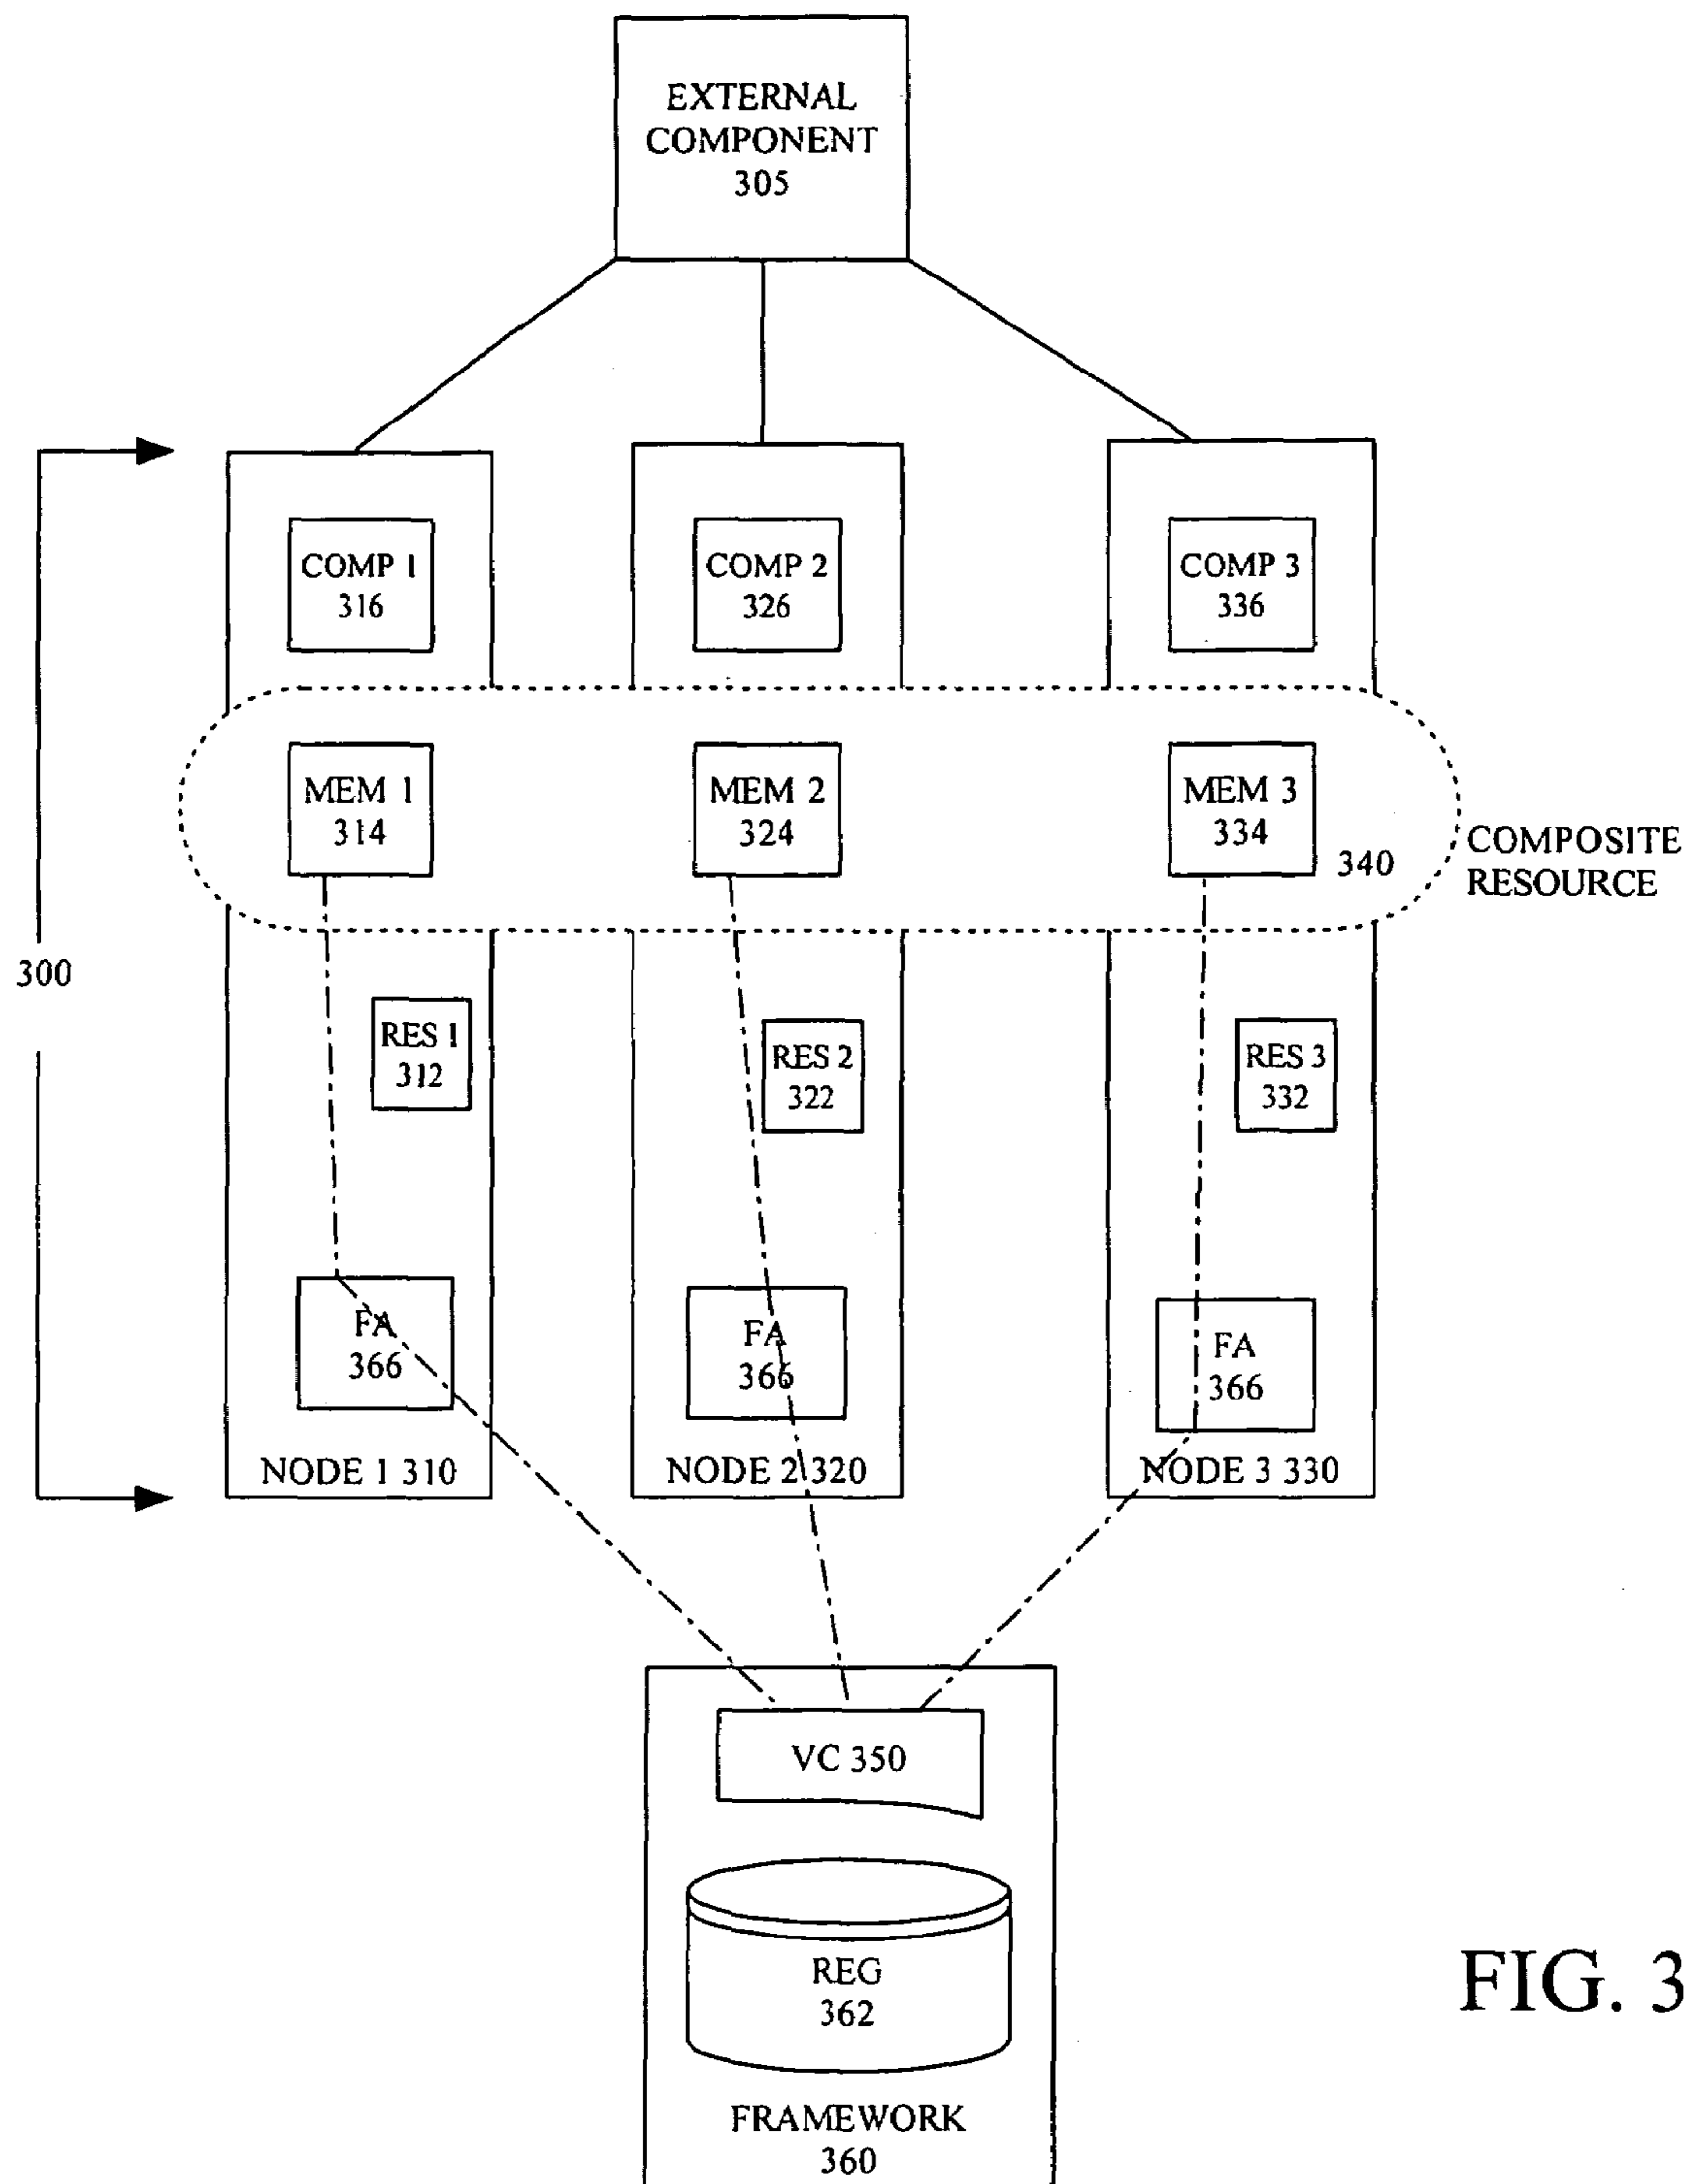 EXTERNAL
COMPONENT
305
COMP 1
316
COMP 2
326
COMP 3
336
MEM 1
314
MEM 2
324
MEM 3
334
340
COMPOSITE
RESOURCE
300
RES 1
312
RES 2
322
RES 3
332
FA
366
FA
366
FA
366
NODE 1 310
NODE 2 320
NODE 3 330
VC 350
REG
362
FRAMEWORK
360
FIG. 3